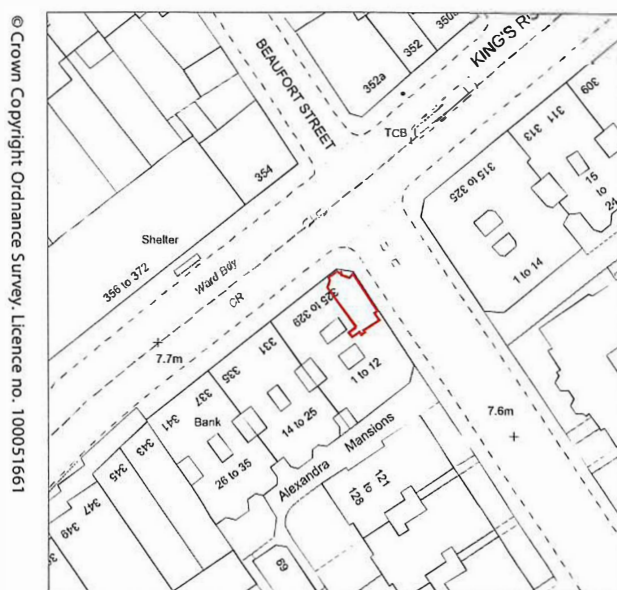 © Crown Copyright Ordnance Survey. Licence no. 100051661
BEAUFORT STREET
352a
352
KING'S
TCB
309
311
313
315 to 325
15
to
24
1 to 14
354
Shelter
356 to 372
Ward Bdy
CR
7.7m
325 to 329
331
1 to 12
335
337
341
Bank
14 to 25
343
345
26 to 35
347
349
Alexandra Mansions
121
to
128
69
7.6m